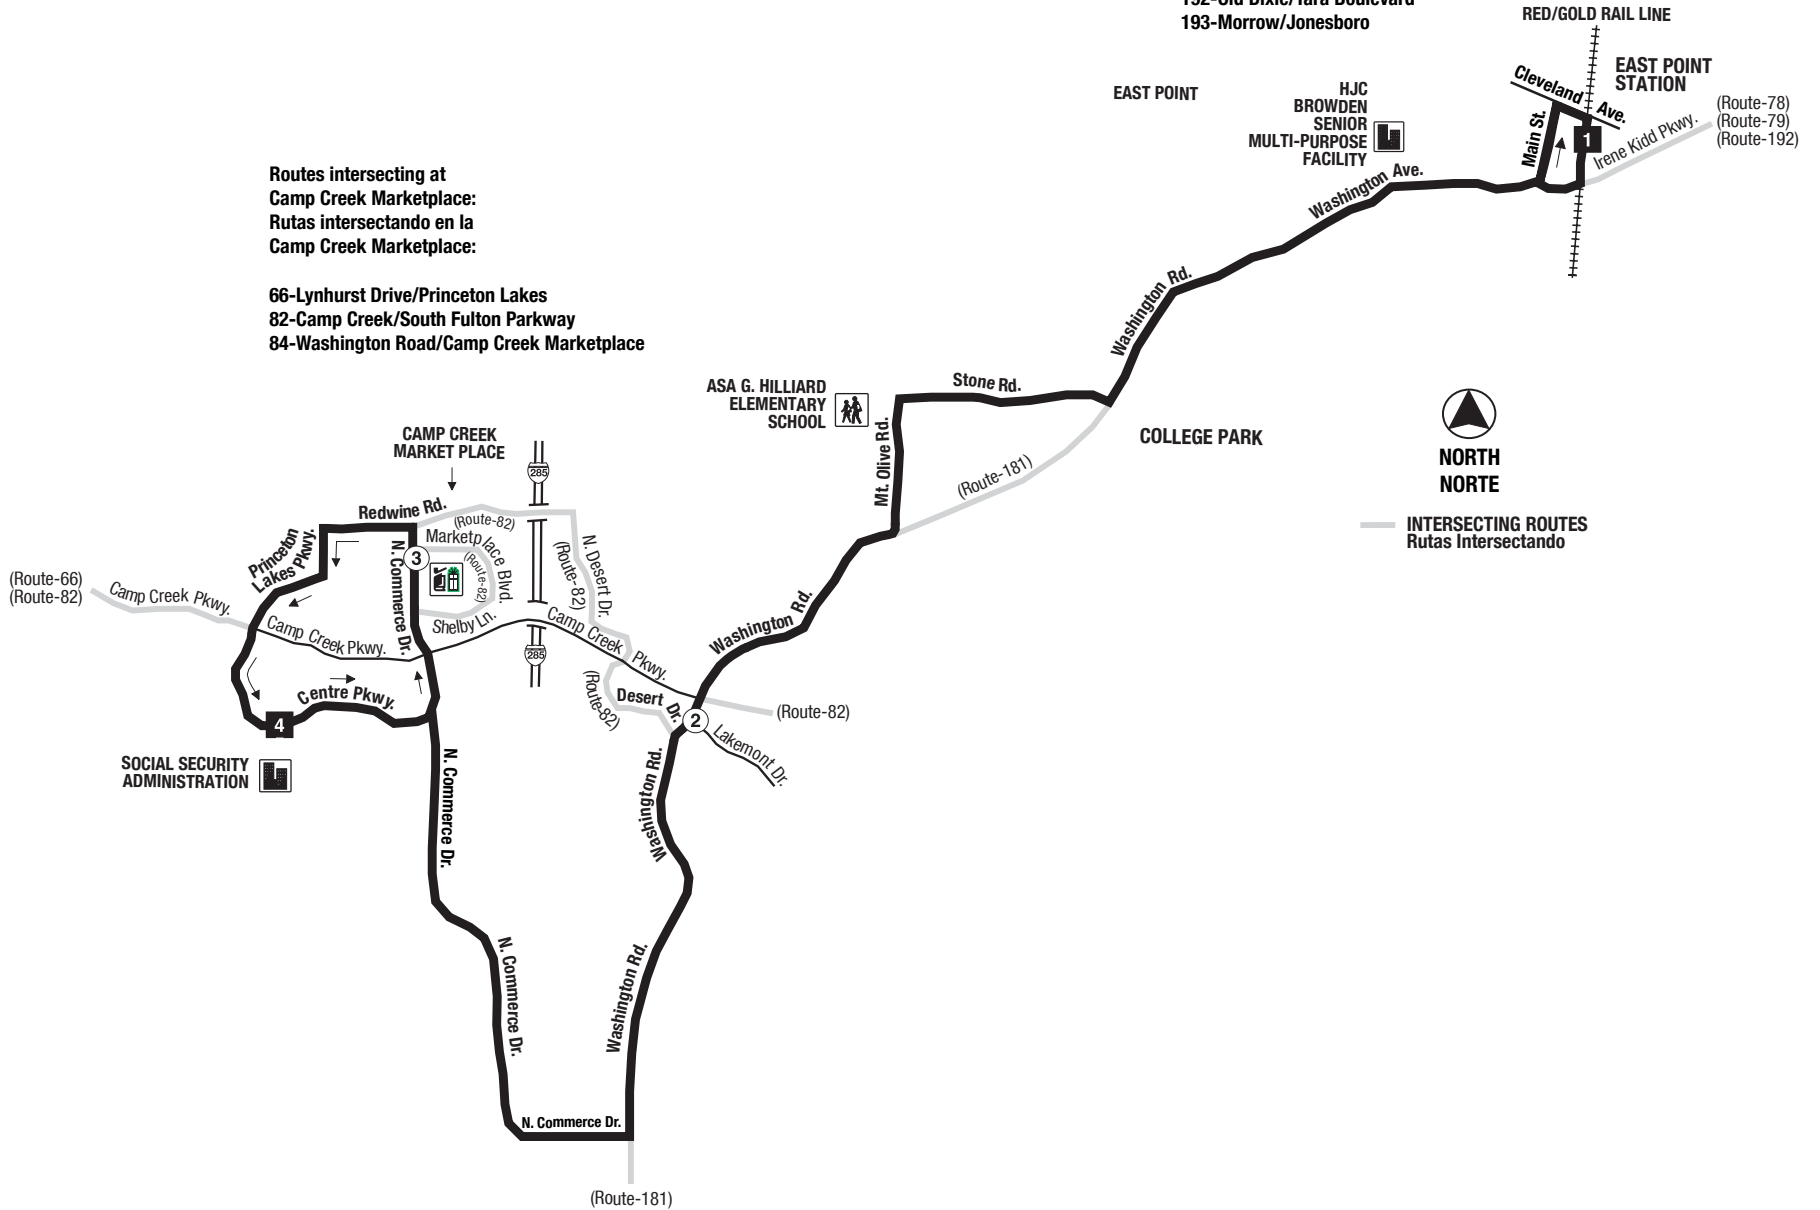 192-Old Dixie/Tara Boulevard
193-Morrow/Jonesboro
RED/GOLD RAIL LINE
EAST POINT
STATION
Cleveland Ave.
(Route-78)
(Route-79)
(Route-192)
Irene Kidd Pkwy.
Main St.
1
EAST POINT
HJC
BROWDEN
SENIOR
MULTI-PURPOSE
FACILITY
Washington Ave.
Routes intersecting at
Camp Creek Marketplace:
Rutas intersectando en la
Camp Creek Marketplace:
66-Lynhurst Drive/Princeton Lakes
82-Camp Creek/South Fulton Parkway
84-Washington Road/Camp Creek Marketplace
Washington Rd.
Stone Rd.
ASA G. HILLIARD
ELEMENTARY
SCHOOL
Mt. Olive Rd.
(Route-181)
COLLEGE PARK
NORTH
NORTE
INTERSECTING ROUTES
Rutas Intersectando
CAMP CREEK
MARKET PLACE
285
Redwine Rd.
(Route-82)
Princeton
Lakes Pkwy.
N. Commerce Dr.
3
Marketplace Blvd.
(Route-82)
N. Desert Dr.
(Route-82)
Shelby Ln.
(Route-66)
(Route-82)
Camp Creek Pkwy.
Camp Creek Pkwy.
Camp Creek Pkwy.
285
Washington Rd.
Centre Pkwy.
4
(Route-82)
Desert Dr.
2
(Route-82)
Lakemont Dr.
SOCIAL SECURITY
ADMINISTRATION
N. Commerce Dr.
Washington Rd.
N. Commerce Dr.
Washington Rd.
N. Commerce Dr.
(Route-181)